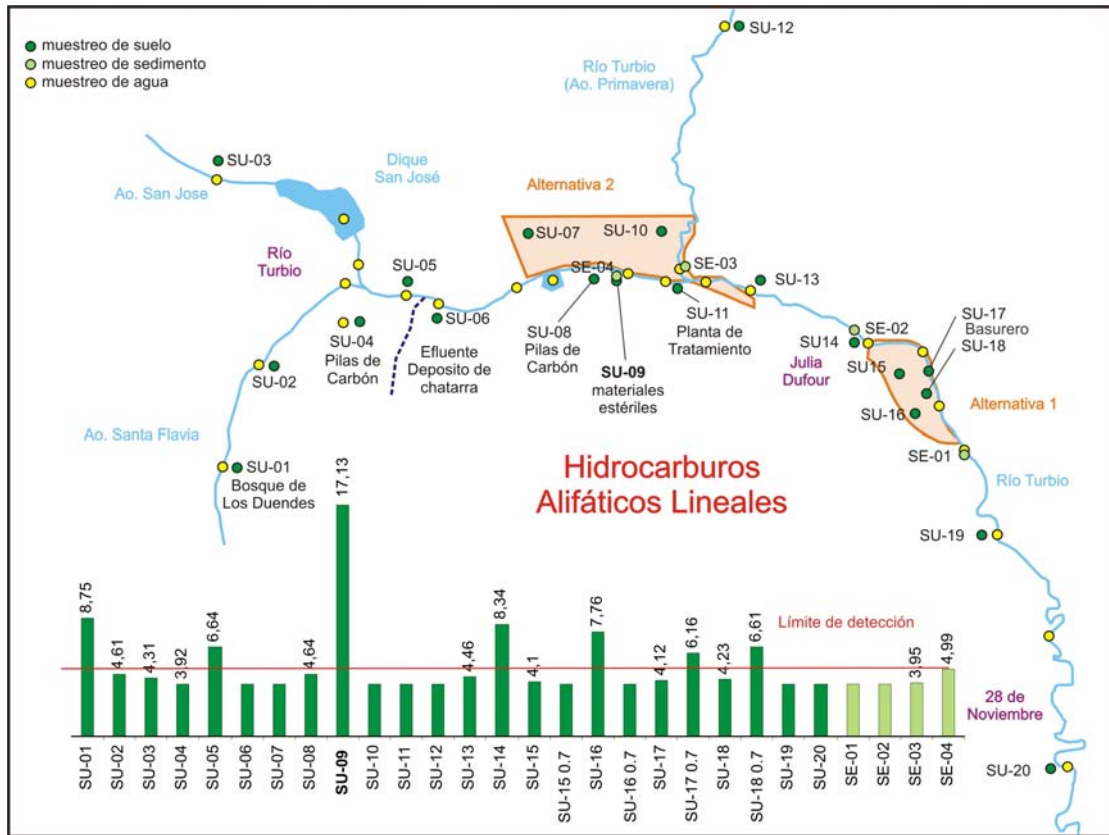 muestreo de suelo
muestreo de sedimento
muestreo de agua
SU-12
Río Turbio
(Ao. Primavera)
SU-03
Ao. San Jose
Dique
San José
Alternativa 2
SU-07
SU-10
Río
Turbio
SU-05
SE-04
SE-03
SU-13
SU-06
SU-04
Pilas de
Carbón
Efluente
Deposito de
chatarra
SU-08
Pilas de
Carbón
SU-09
materiales
estériles
SU-11
Planta de
Tratamiento
SU-02
SU14
SE-02
SU-17
Basurero
SU-18
Julia
Dufour
SU15
SU-16
Alternativa 1
Ao. Santa Flavia
SU-01
Bosque de
Los Duendes
SE-01
Río Turbio
Hidrocarburos
Alifáticos Lineales
SU-19
Límite de detección
28 de
Noviembre
SU-20
8,75
4,61
4,31
3,92
6,64
4,64
17,13
4,46
8,34
4,1
7,76
4,12
6,16
4,23
6,61
3,95
4,99
SU-01
SU-02
SU-03
SU-04
SU-05
SU-06
SU-07
SU-08
SU-09
SU-10
SU-11
SU-12
SU-13
SU-14
SU-15
SU-15 0.7
SU-16
SU-16 0.7
SU-17
SU-17 0.7
SU-18
SU-18 0.7
SU-19
SU-20
SE-01
SE-02
SE-03
SE-04